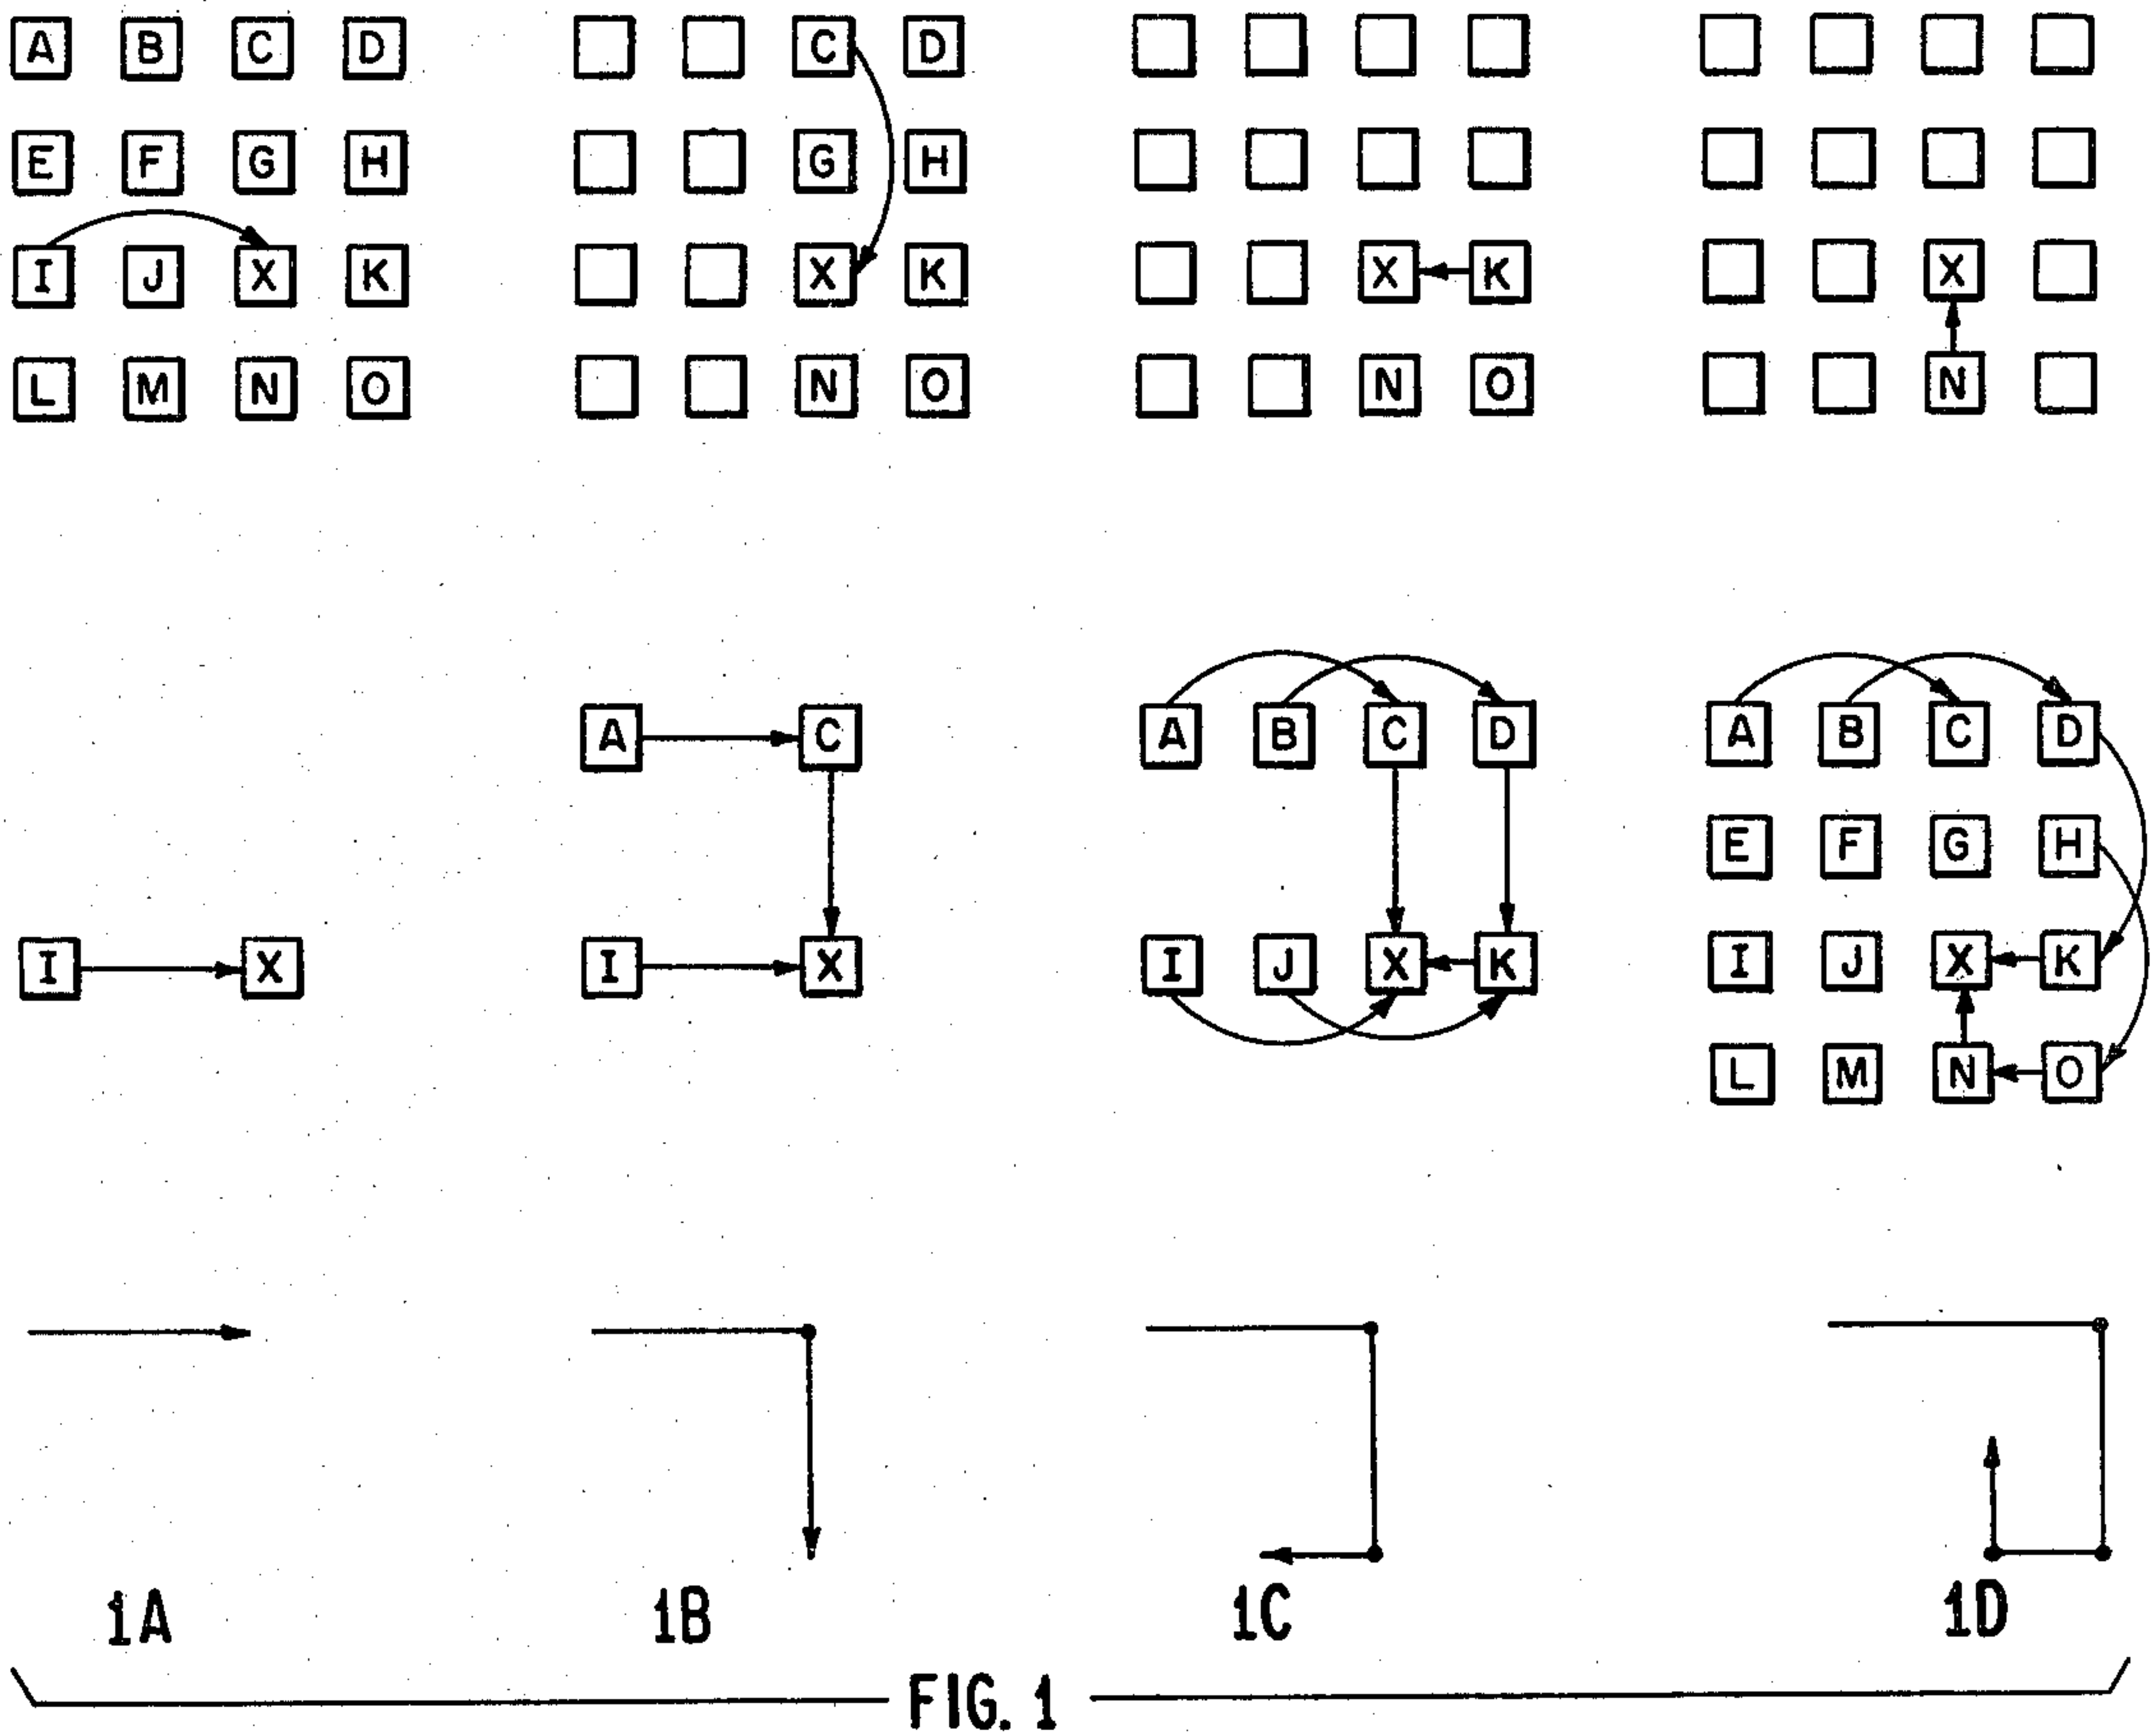 A B C D C D
E F G H G H
I J X K X K X K X
L M N O N O N O N
A C A B C D A B C D
E F G H
I X I X I J X K I J X K
L M N O
1A 1B 1C 1D
FIG. 1